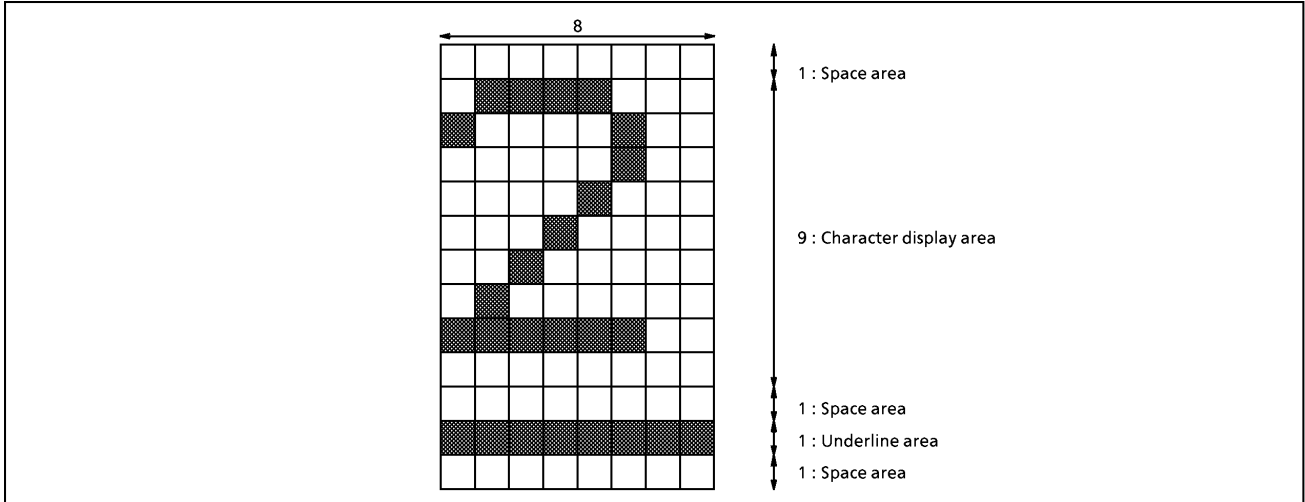 8
1 : Space area
9 : Character display area
1 : Space area
1 : Underline area
1 : Space area